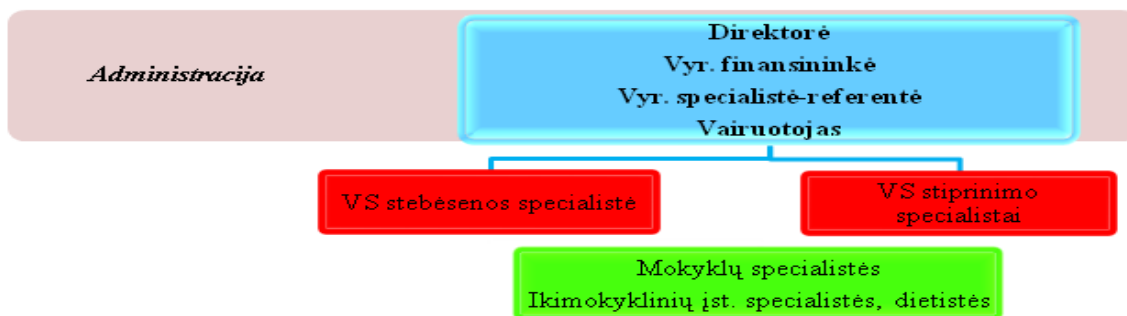 Direktorė
Vyr. finansininkė
Administracija
Vyr. specialistė-referentė
Vairuotojas
VS stebėsenos specialistė
VS stiprinimo
specialistai
Mokyklų specialistės
Ikimokyklinių įst. specialistės, dietistės